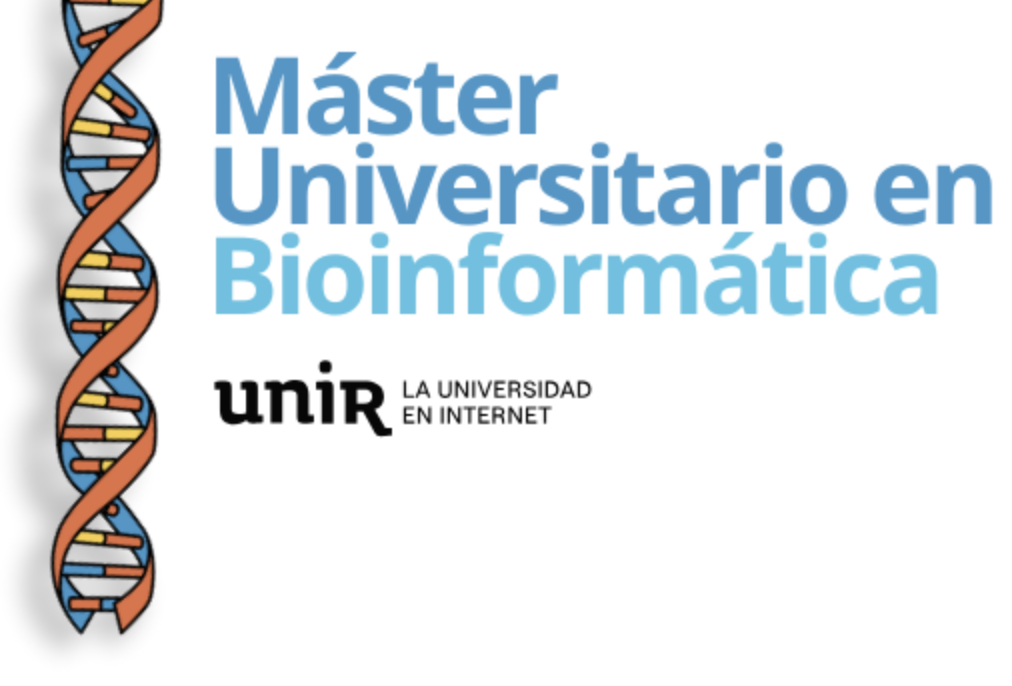 Máster
Universitario en
Bioinformática
uniR LA UNIVERSIDAD
EN INTERNET